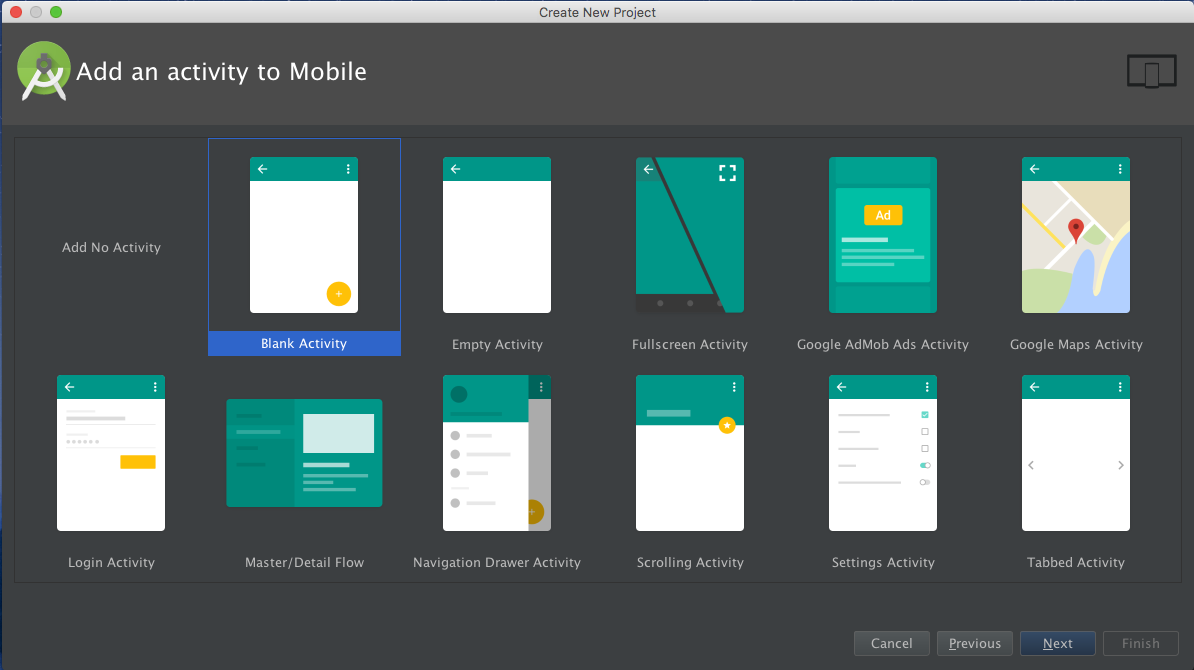 Create New Project
Add an activity to Mobile
Add No Activity
Blank Activity
Empty Activity
Fullscreen Activity
Ad
Google AdMob Ads Activity
Google Maps Activity
Login Activity
Master/Detail Flow
Navigation Drawer Activity
Scrolling Activity
Settings Activity
Tabbed Activity
Cancel
Previous
Next
Finish